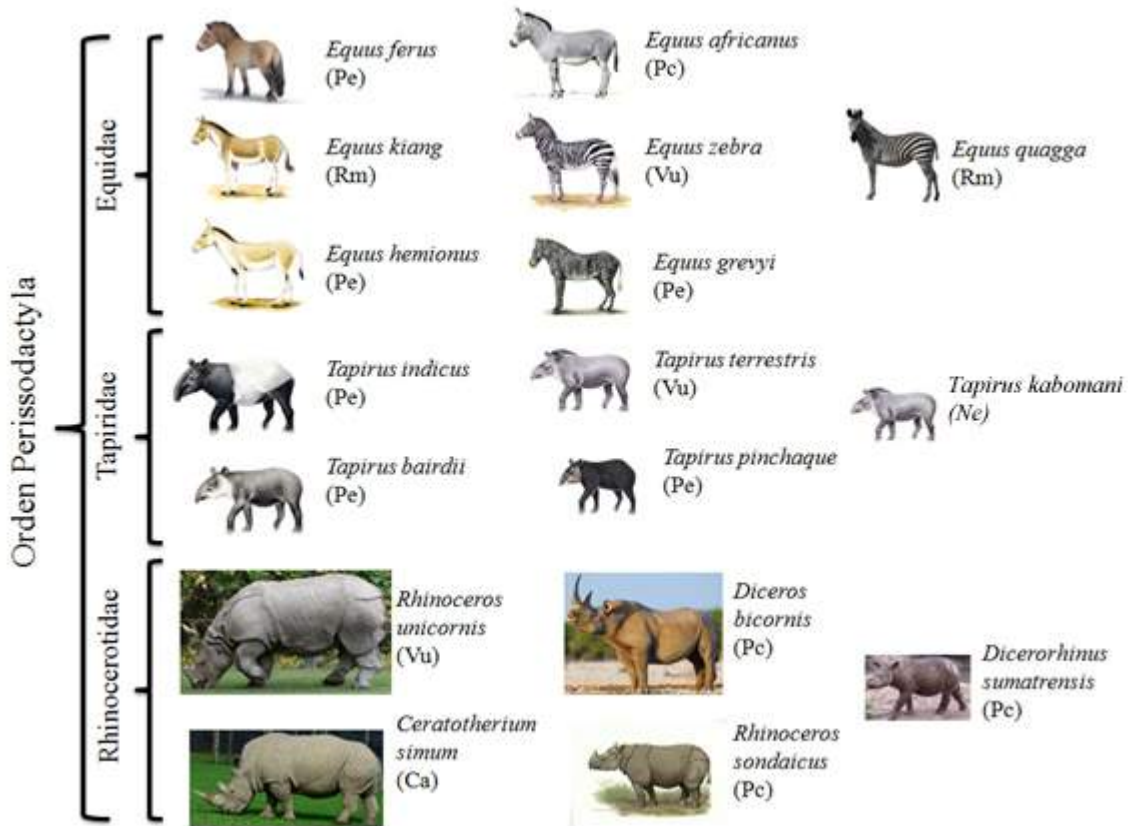 Orden Perissodactyla
Equidae
Equus ferus
(Pe)
Equus africanus
(Pc)
Equus kiang
(Rm)
Equus zebra
(Vu)
Equus quagga
(Rm)
Equus hemionus
(Pe)
Equus grevyi
(Pe)
Tapiridae
Tapirus indicus
(Pe)
Tapirus terrestris
(Vu)
Tapirus kabomani
(Ne)
Tapirus bairdii
(Pe)
Tapirus pinchaque
(Pe)
Rhinocerotidae
Rhinoceros
unicornis
(Vu)
Diceros
bicornis
(Pc)
Dicerorhinus
sumatrensis
(Pc)
Ceratotherium
simum
(Ca)
Rhinoceros
sondaicus
(Pc)